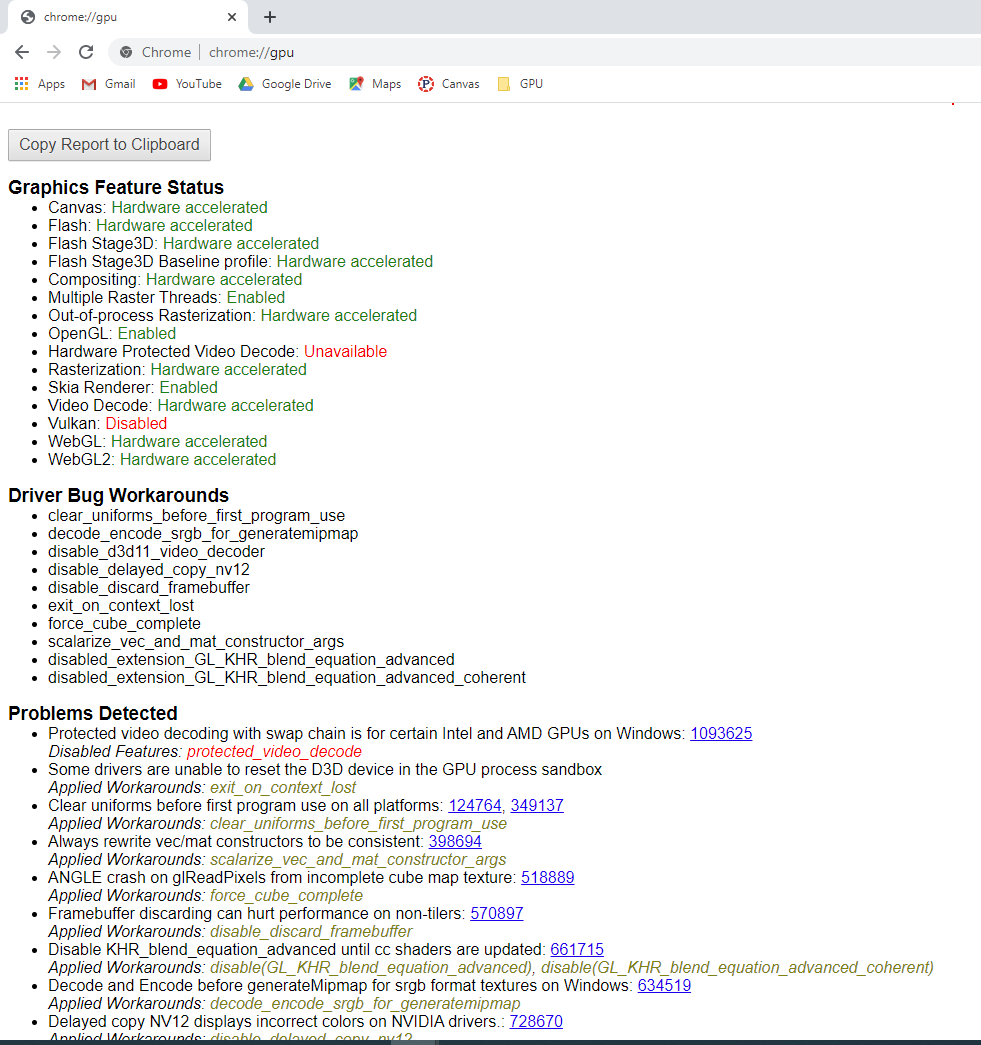 chrome://gpu
Chrome | chrome://gpu
Apps Gmail YouTube Google Drive Maps Canvas GPU
Copy Report to Clipboard
Graphics Feature Status
Canvas: Hardware accelerated
Flash: Hardware accelerated
Flash Stage3D: Hardware accelerated
Flash Stage3D Baseline profile: Hardware accelerated
Compositing: Hardware accelerated
Multiple Raster Threads: Enabled
Out-of-process Rasterization: Hardware accelerated
OpenGL: Enabled
Hardware Protected Video Decode: Unavailable
Rasterization: Hardware accelerated
Skia Renderer: Enabled
Video Decode: Hardware accelerated
Vulkan: Disabled
WebGL: Hardware accelerated
WebGL2: Hardware accelerated
Driver Bug Workarounds
clear_uniforms_before_first_program_use
decode_encode_srgb_for_generatemipmap
disable_d3d11_video_decoder
disable_delayed_copy_nv12
disable_discard_framebuffer
exit_on_context_lost
force_cube_complete
scalarize_vec_and_mat_constructor_args
disabled_extension_GL_KHR_blend_equation_advanced
disabled_extension_GL_KHR_blend_equation_advanced_coherent
Problems Detected
Protected video decoding with swap chain is for certain Intel and AMD GPUs on Windows: 1093625
Disabled Features: protected_video_decode
Some drivers are unable to reset the D3D device in the GPU process sandbox
Applied Workarounds: exit_on_context_lost
Clear uniforms before first program use on all platforms: 124764, 349137
Applied Workarounds: clear_uniforms_before_first_program_use
Always rewrite vec/mat constructors to be consistent: 398694
Applied Workarounds: scalarize_vec_and_mat_constructor_args
ANGLE crash on glReadPixels from incomplete cube map texture: 518889
Applied Workarounds: force_cube_complete
Framebuffer discarding can hurt performance on non-tilers: 570897
Applied Workarounds: disable_discard_framebuffer
Disable KHR_blend_equation_advanced until cc shaders are updated: 661715
Applied Workarounds: disable(GL_KHR_blend_equation_advanced), disable(GL_KHR_blend_equation_advanced_coherent)
Decode and Encode before generateMipmap for srgb format textures on Windows: 634519
Applied Workarounds: decode_encode_srgb_for_generatemipmap
Delayed copy NV12 displays incorrect colors on NVIDIA drivers.: 728670
Applied Workarounds: disable_delayed_copy_nv12